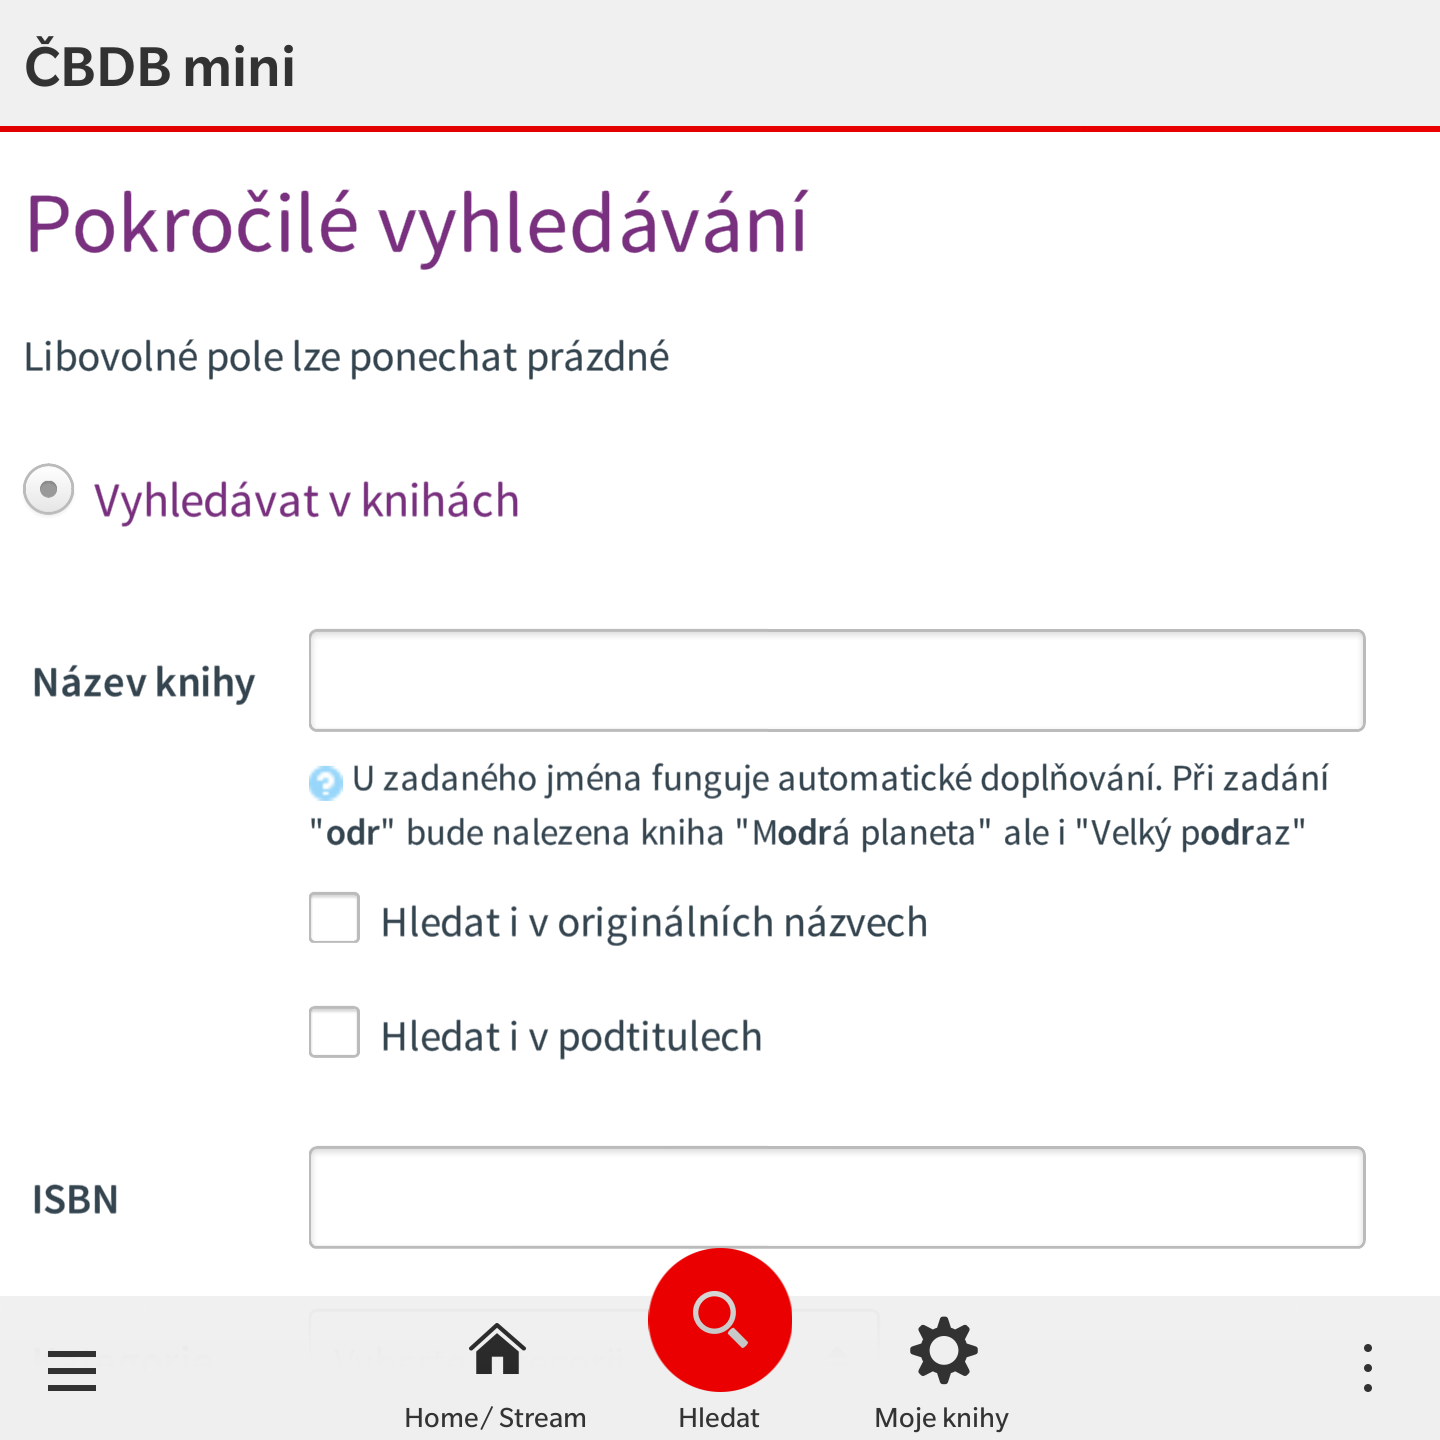 ČBDB mini
Pokročilé vyhledávání
Libovolné pole lze ponechat prázdné
Vyhledávat v knihách
Název knihy
U zadaného jména funguje automatické doplňování. Při zadání
"odr" bude nalezena kniha "Modrá planeta" ale i "Velký podraz"
Hledat i v originálních názvech
Hledat i v podtitulech
ISBN
Home/ Stream
Hledat
Moje knihy